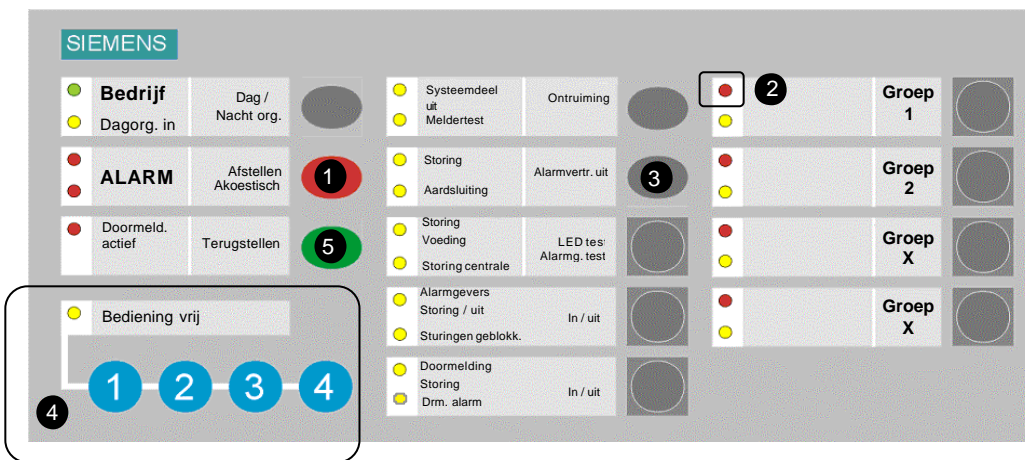 SIEMENS
Bedrijf
Dagorg. in
Dag /
Nacht org.
ALARM
Afstellen
Akoestisch
1
Doormeld.
actief
Terugstellen
5
Bediening vrij
1 2 3 4
4
Systeemdeel
uit
Meldertest
Ontruiming
Storing
Aardsluiting
Alarmvertr. uit
3
Storing
Voeding
Storing centrale
LED tes
Alarmg. test
Alarmgevers
Storing / uit
Sturingen geblokk.
In / uit
Doormelding
Storing
Drm. alarm
In / uit
2
Groep
1
Groep
2
Groep
X
Groep
X